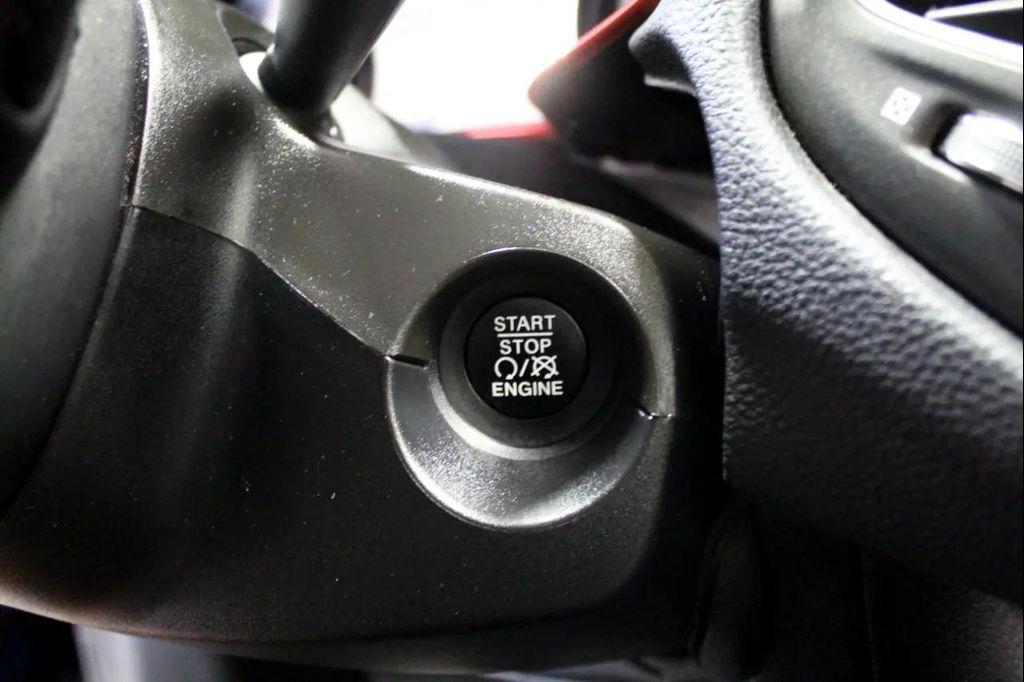 START
STOP
/
ENGINE